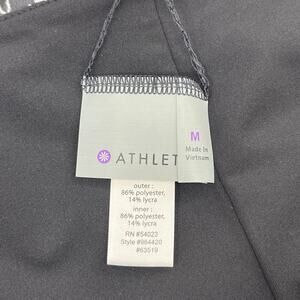 M
Made In
Vietnam
ATHLET
outer :
86% polyester,
14% lycra
inner :
86% polyester,
14% lycra
RN #54023
Style #984420
#63519